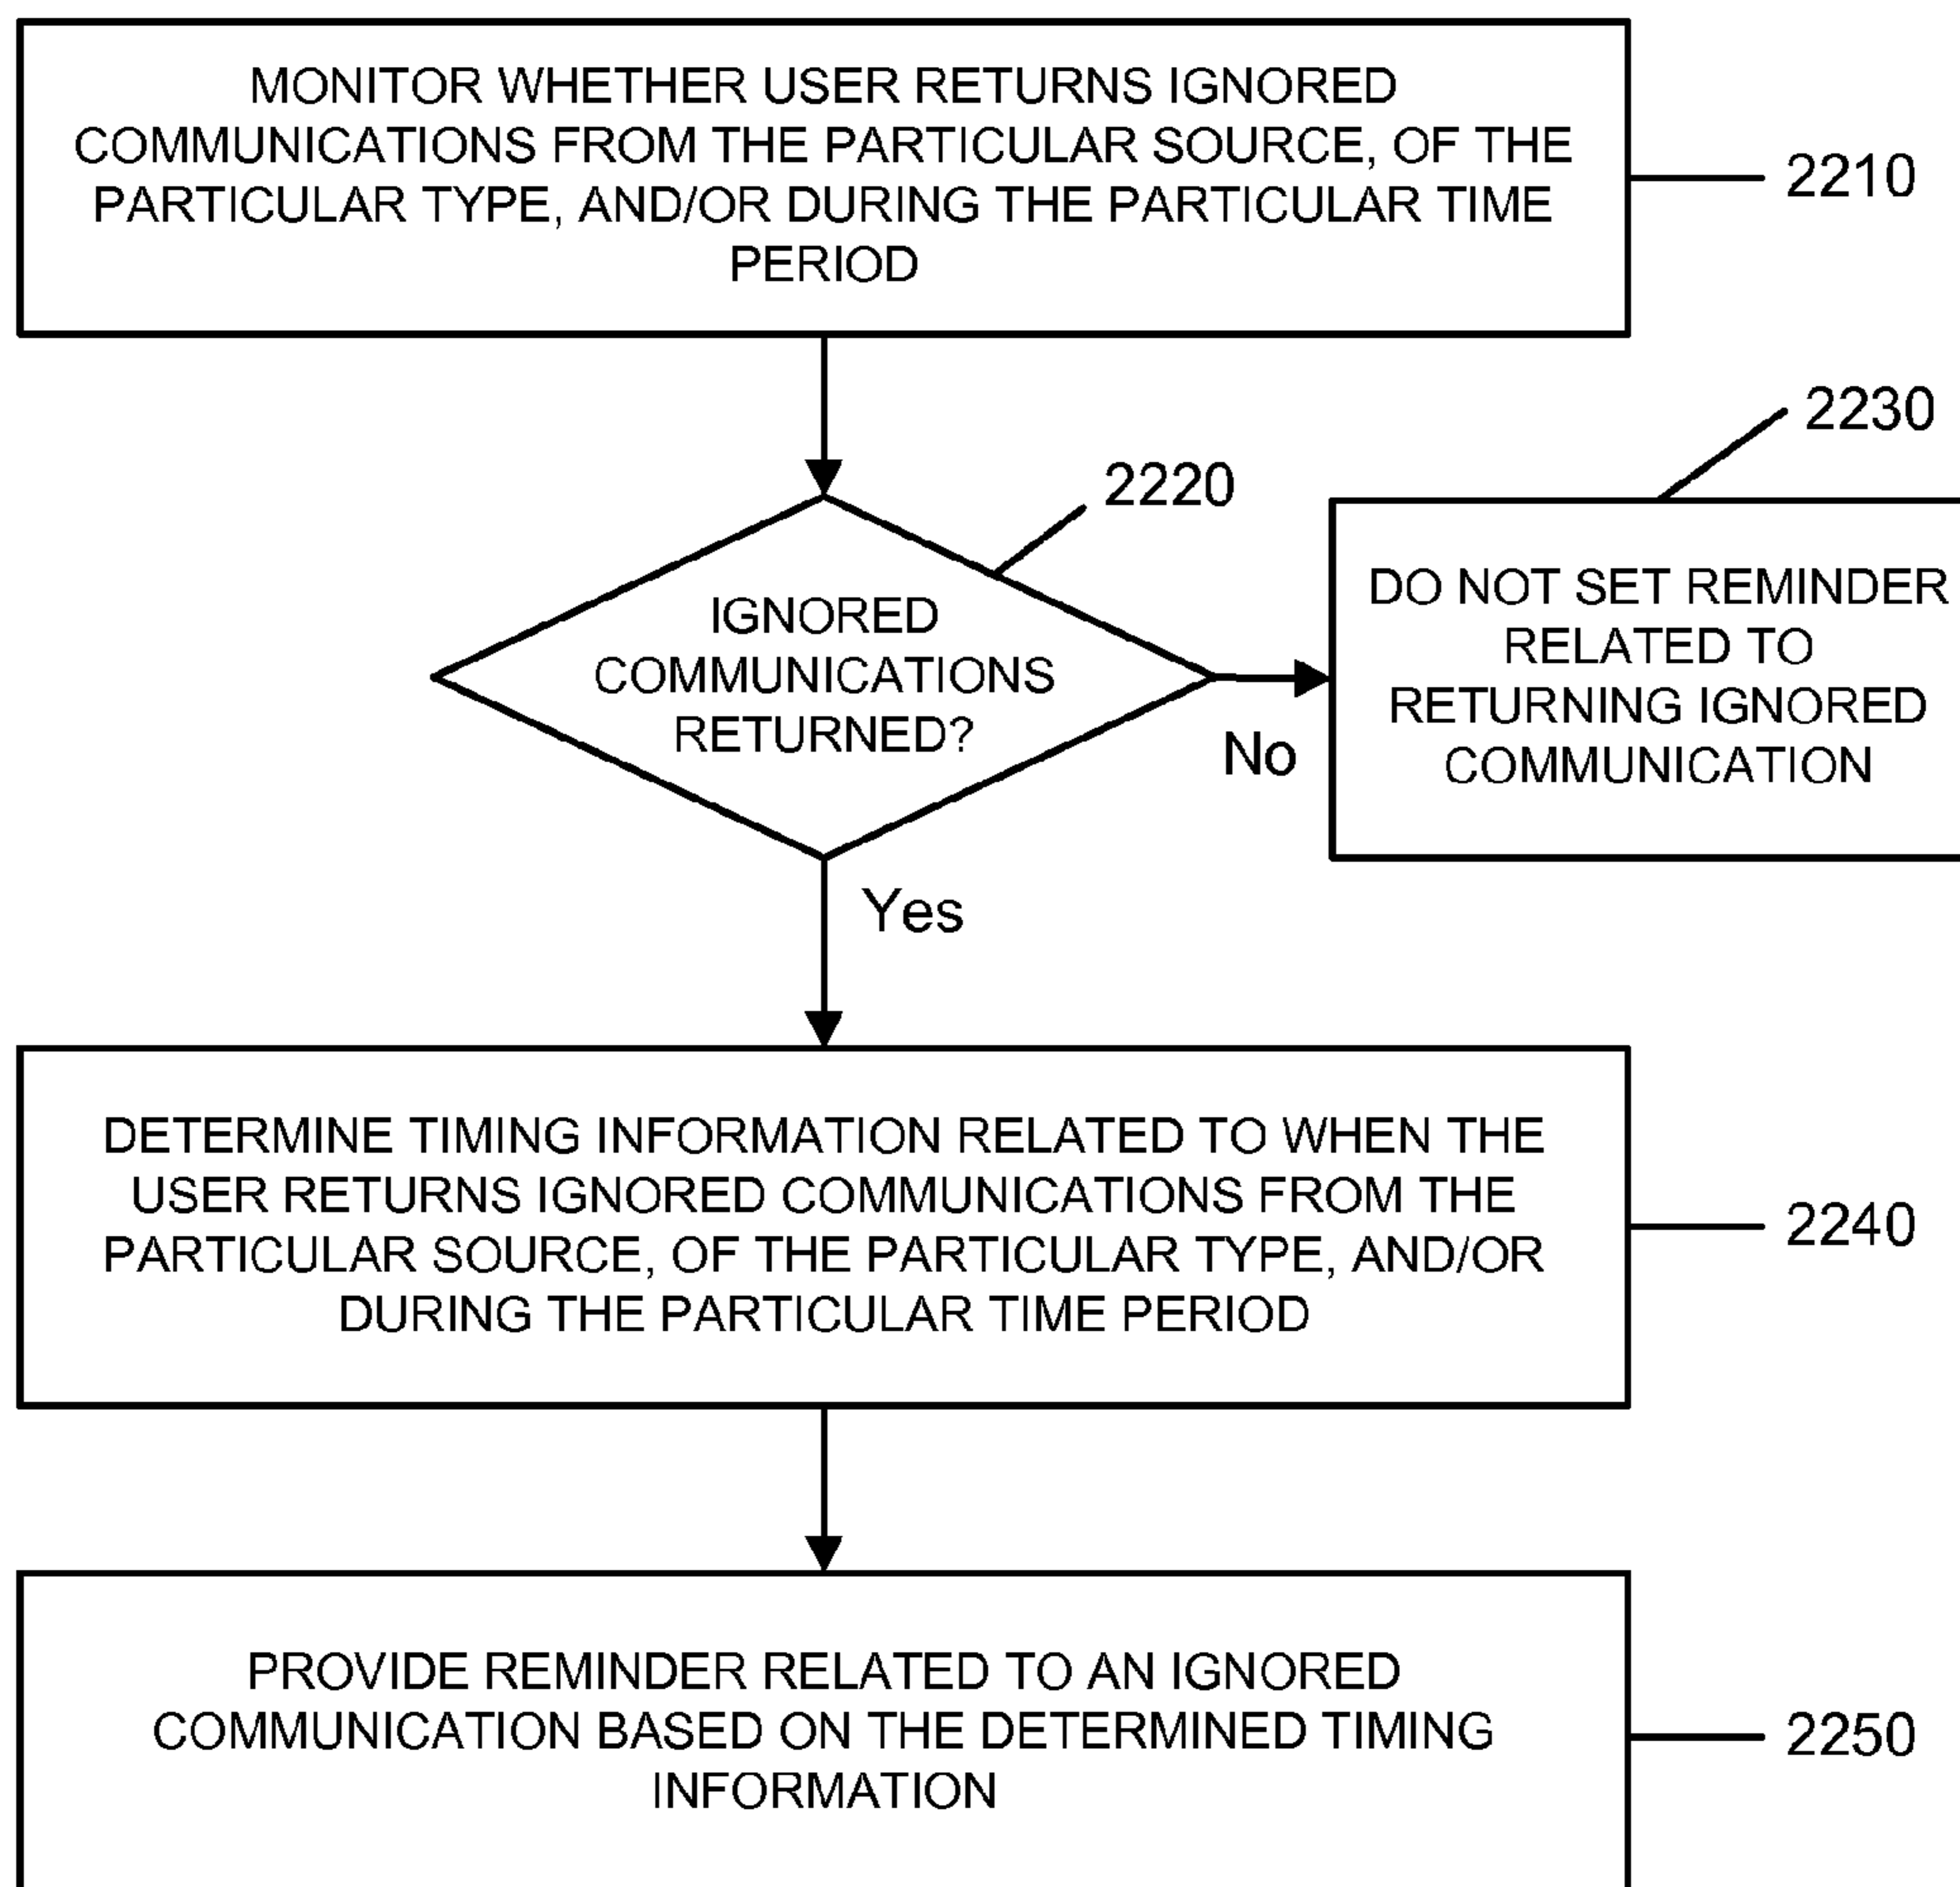 MONITOR WHETHER USER RETURNS IGNORED
COMMUNICATIONS FROM THE PARTICULAR SOURCE, OF THE
PARTICULAR TYPE, AND/OR DURING THE PARTICULAR TIME
PERIOD
2210
2230
2220
IGNORED
COMMUNICATIONS
RETURNED?
DO NOT SET REMINDER
RELATED TO
RETURNING IGNORED
COMMUNICATION
No
Yes
DETERMINE TIMING INFORMATION RELATED TO WHEN THE
USER RETURNS IGNORED COMMUNICATIONS FROM THE
PARTICULAR SOURCE, OF THE PARTICULAR TYPE, AND/OR
DURING THE PARTICULAR TIME PERIOD
2240
PROVIDE REMINDER RELATED TO AN IGNORED
COMMUNICATION BASED ON THE DETERMINED TIMING
INFORMATION
2250